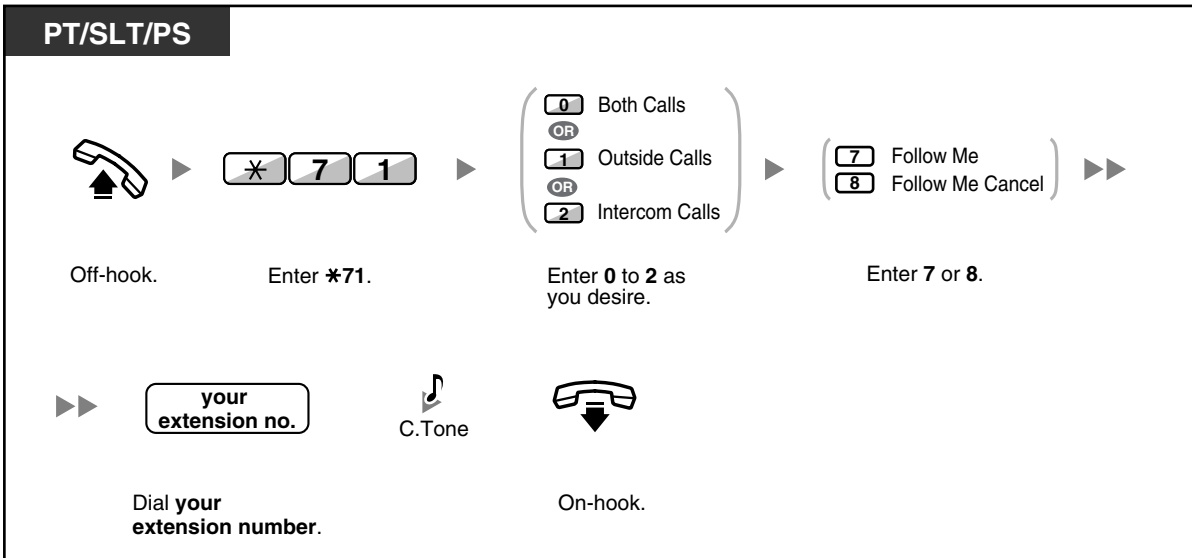 PT/SLT/PS
0 Both Calls
OR
1 Outside Calls
OR
2 Intercom Calls
* 7 1
7 Follow Me
8 Follow Me Cancel
Off-hook.
Enter *71.
Enter 0 to 2 as
you desire.
Enter 7 or 8.
your
extension no.
C.Tone
Dial your
extension number.
On-hook.